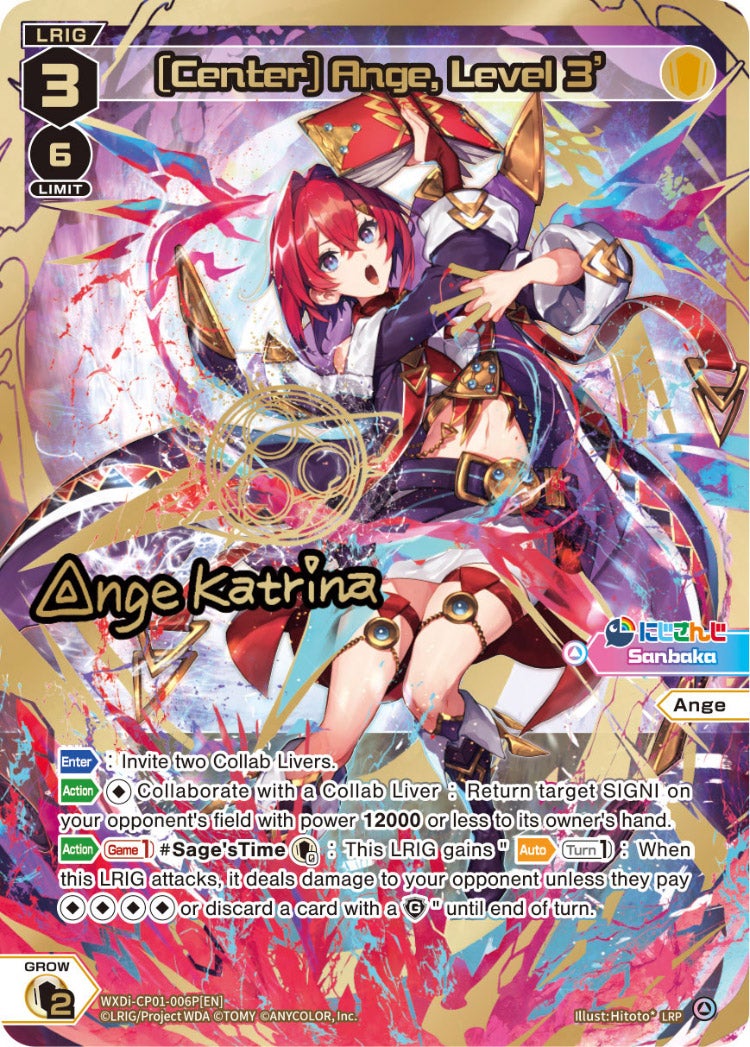 LRIG
3
[Center] Ange, Level 3'
6
LIMIT
Ange Katrina
にじさんじ
Sanbaka
Ange
Enter : Invite two Collab Livers.
Action Collaborate with a Collab Liver : Return target SIGNI on
your opponent's field with power 12000 or less to its owner's hand.
Action Game 1 #Sage'sTime 0 : This LRIG gains " Auto Turn 1 : When
this LRIG attacks, it deals damage to your opponent unless they pay
or discard a card with a G " until end of turn.
GROW
2
WXDi-CP01-006P[EN]
©LRIG/Project WDA ©TOMY ©ANYCOLOR, Inc.
Illust:Hitoto* LRP